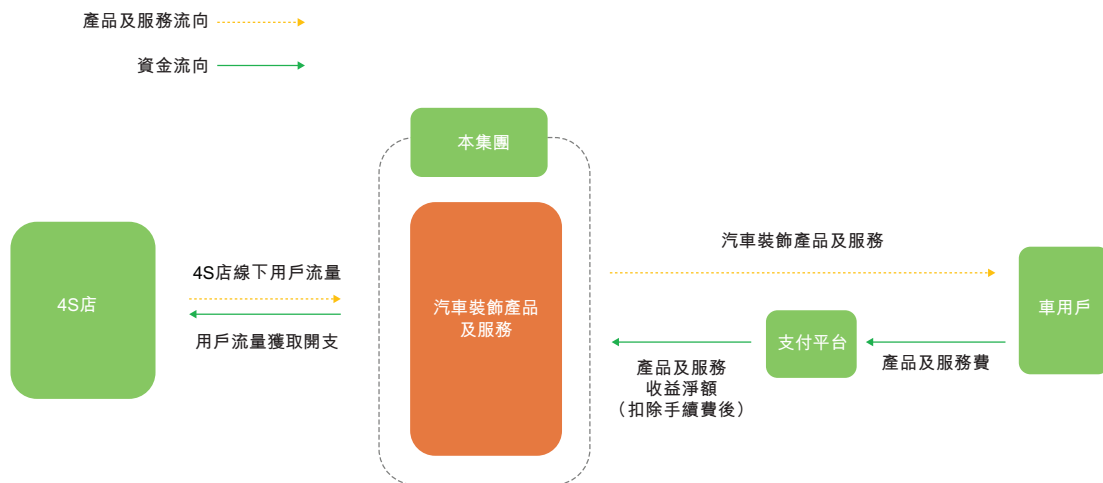 產品及服務流向
資金流向
本集團
4S店
4S店線下用戶流量
用戶流量獲取開支
汽車裝飾產品
及服務
汽車裝飾產品及服務
支付平台
產品及服務
收益淨額
（扣除手續費後）
產品及服務費
車用戶